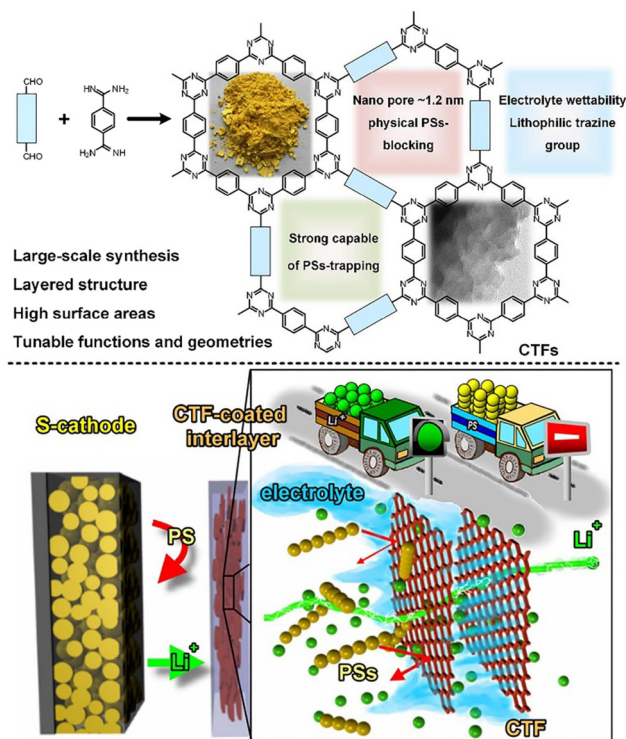 CHO
CHO
+
HN NH₂
H₂N NH
Nano pore ~1.2 nm
physical PSs-
blocking
Electrolyte wettability
Lithophilic trazine
group
Strong capable
of PSs-trapping
Large-scale synthesis
Layered structure
High surface areas
Tunable functions and geometries
CTFs
S-cathode
CTF-coated
interlayer
Li⁺
PS
electrolyte
PS
Li⁺
Li⁺
PSs
CTF